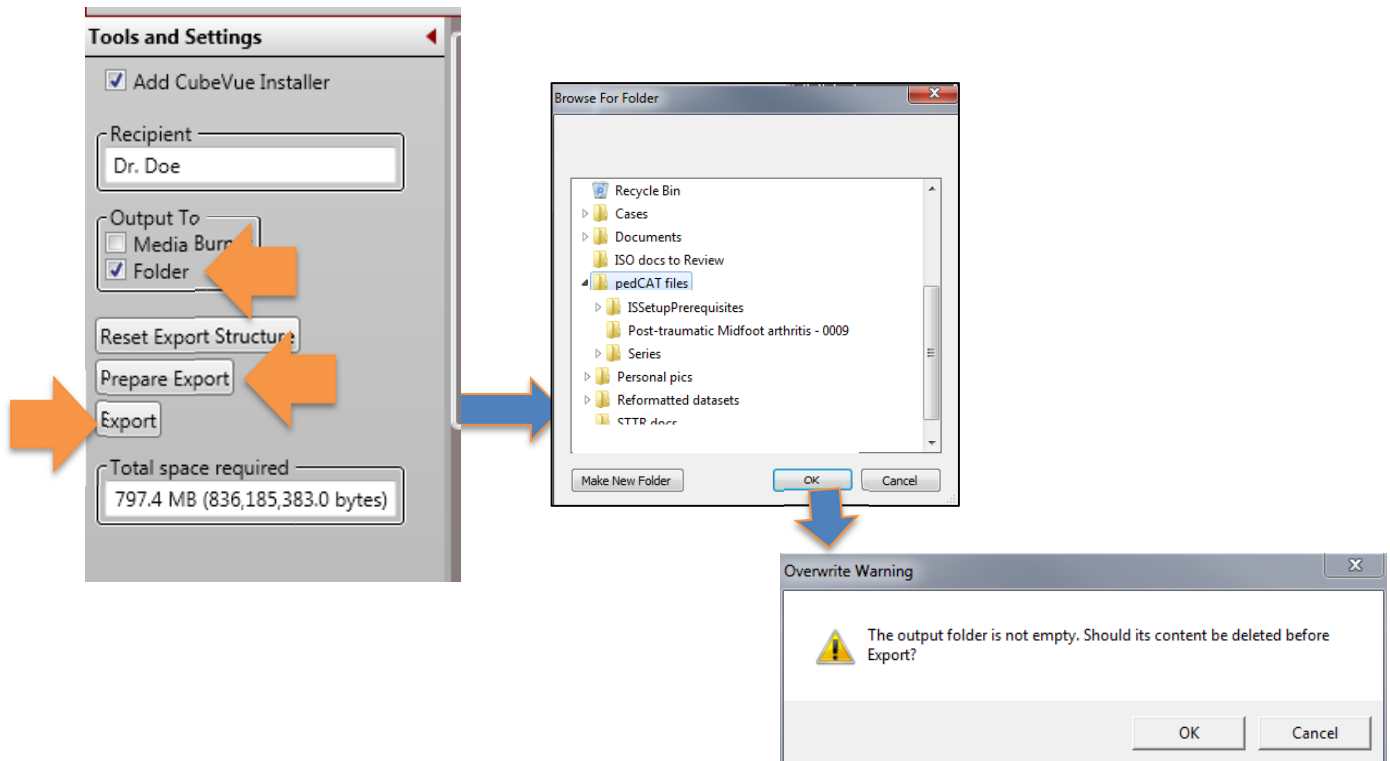 Tools and Settings
Add CubeVue Installer
Recipient
Dr. Doe
Output To
Media
Folder
Reset Export Structure
Prepare Export
Export
Total space required
797.4 MB (836,185,383.0 bytes)
Browse For Folder
Recycle Bin
Cases
Documents
ISO docs to Review
pedCAT files
ISSetupPrerequisites
Post-traumatic Midfoot arthritis - 0009
Series
Personal pics
Reformatted datasets
STTR docs
Make New Folder
OK
Cancel
Overwrite Warning
The output folder is not empty. Should its content be deleted before
Export?
OK
Cancel